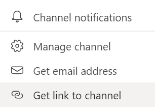 Channel notifications
Manage channel
Get email address
Get link to channel